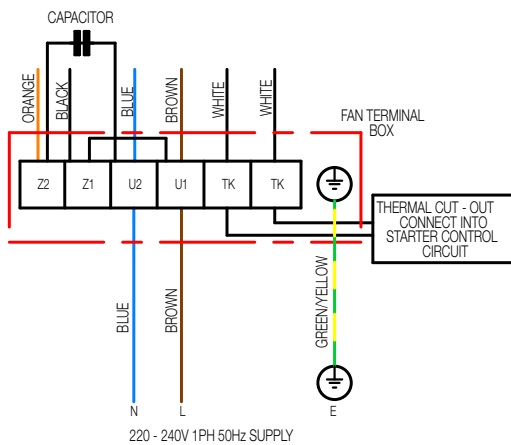 CAPACITOR
ORANGE
BLACK
BLUE
BROWN
WHITE
WHITE
FAN TERMINAL
BOX
Z2
Z1
U2
U1
TK
TK
THERMAL CUT - OUT
CONNECT INTO
STARTER CONTROL
CIRCUIT
BLUE
BROWN
GREEN/YELLOW
N
L
E
220 - 240V 1PH 50Hz SUPPLY